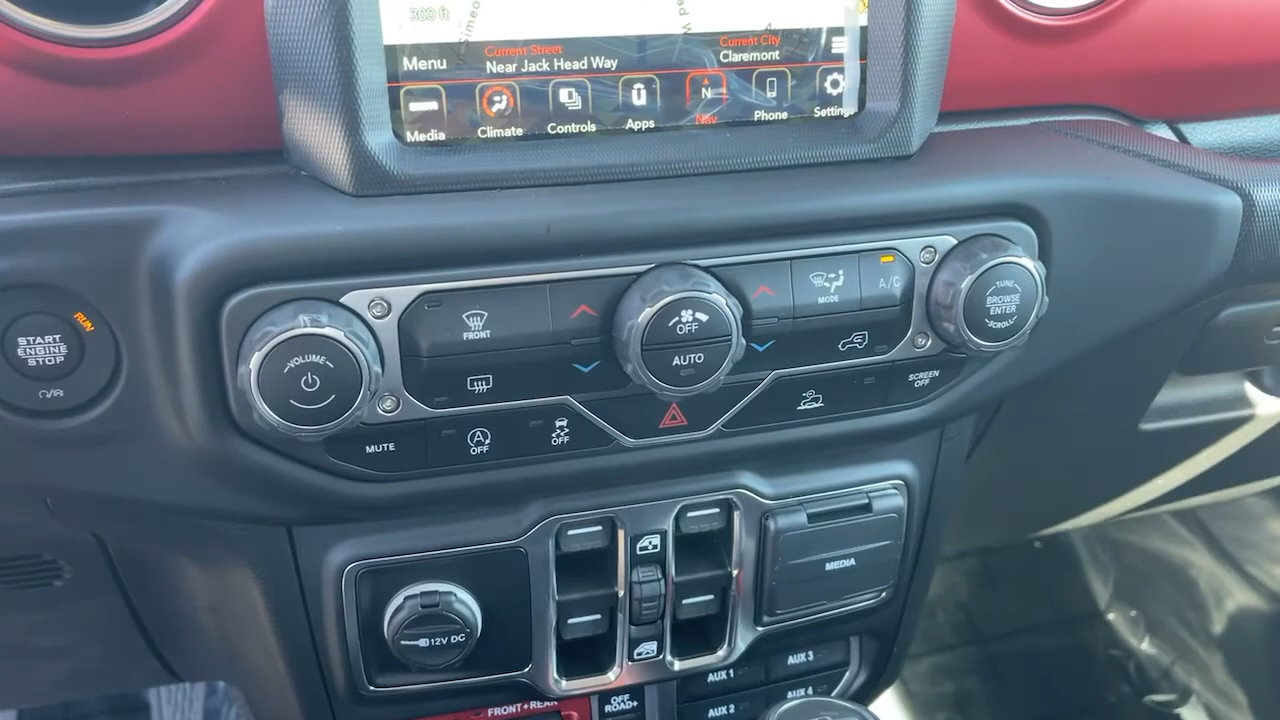 300 ft
Simeo
Current Street
Near Jack Head Way
Current City
Claremont
Menu
Media
Climate
Controls
Apps
N
Nav
Phone
Settings
RUN
START
ENGINE
STOP
VOLUME
FRONT
OFF
AUTO
MODE
A/C
TUNE
BROWSE
ENTER
SCROLL
MUTE
A
OFF
OFF
SCREEN
OFF
12V DC
MEDIA
AUX 1
AUX 3
AUX 2
AUX 4
FRONT+REAR
OFF
ROAD+